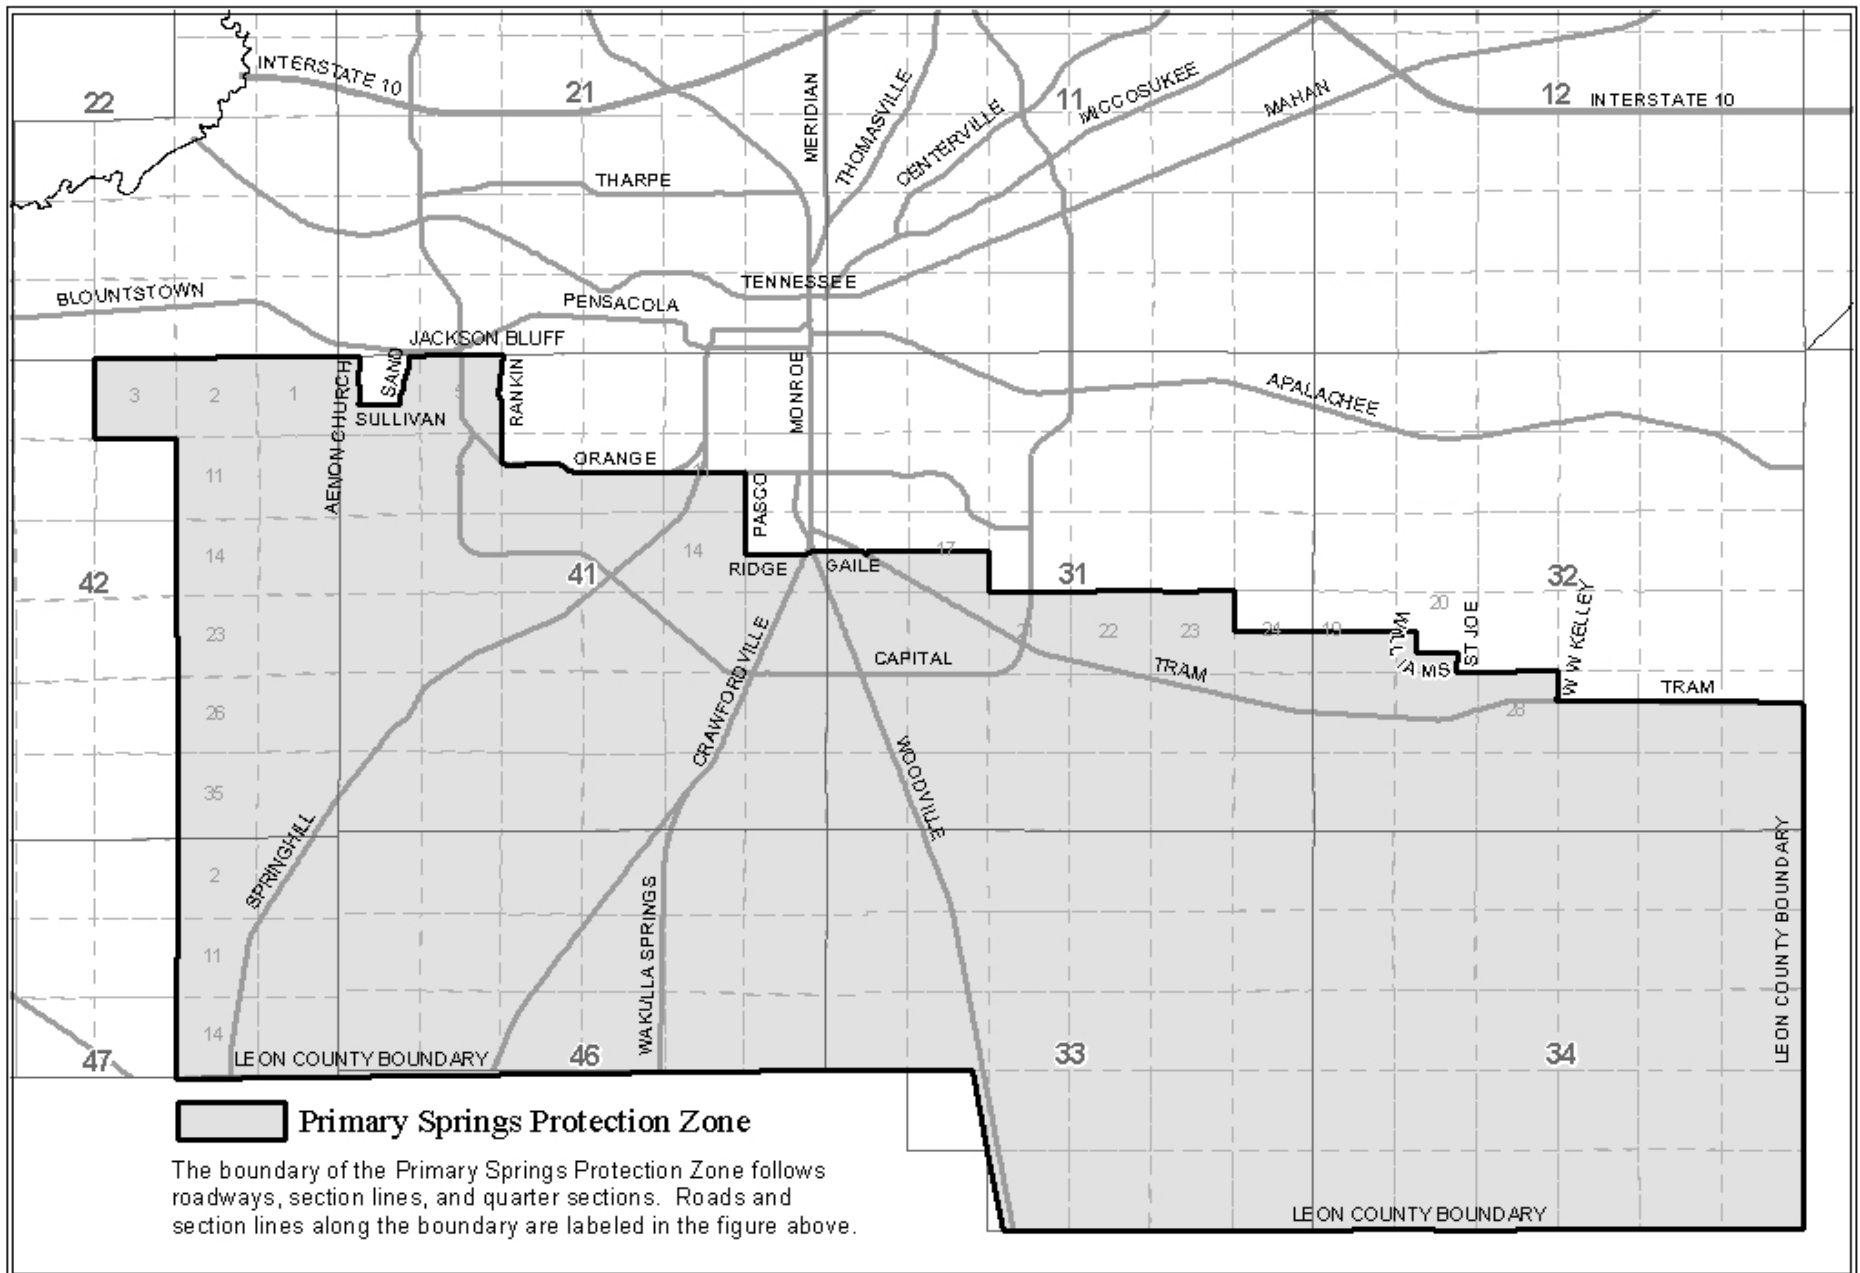 INTERSTATE 10
22
21
11
12
INTERSTATE 10
MERIDIAN
THOMASVILLE
CENTERVILLE
MICCOSUKEE
MAHAN
THARPE
TENNESSEE
BLOUNTSTOWN
PENSACOLA
JACKSON BLUFF
SAND
RANKIN
MONROE
APALACHEE
3
2
1
5
AENON CHURCH
SULLIVAN
ORANGE
11
PASCO
14
14
17
42
41
RIDGE
GAILE
31
32
20
ST JOE
W W KELLEY
23
21
22
23
24
19
WILLIAMS
CAPITAL
TRAM
TRAM
CRAWFORDVILLE
26
28
WOODVILLE
35
SPRINGHILL
2
WAKULLA SPRINGS
LEON COUNTY BOUNDARY
11
14
47
LEON COUNTY BOUNDARY
46
33
34
Primary Springs Protection Zone
The boundary of the Primary Springs Protection Zone follows
roadways, section lines, and quarter sections. Roads and
section lines along the boundary are labeled in the figure above.
LEON COUNTY BOUNDARY